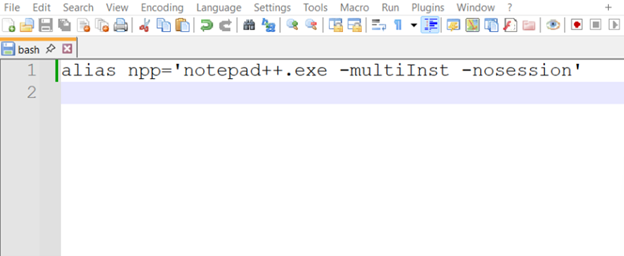 File Edit Search View Encoding Language Settings Tools Macro Run Plugins Window ? +
bash
1 alias npp='notepad++.exe -multiInst -nosession'
2